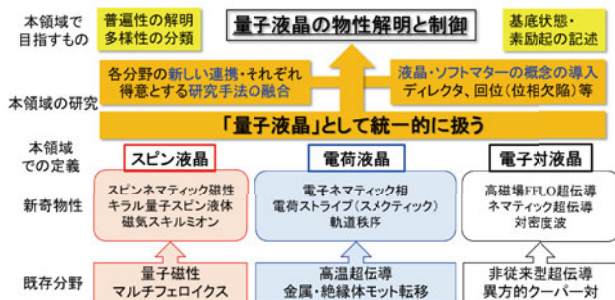 本領域で
目指すもの
普遍性の解明
多様性の分類
量子液晶の物性解明と制御
基底状態・
素励起の記述
本領域の研究
各分野の新しい連携・それぞれ
得意とする研究手法の融合
液晶・ソフトマターの概念の導入
ディレクタ、回位(位相欠陥)等
「量子液晶」として統一的に扱う
本領域
での定義
スピン液晶
電荷液晶
電子対液晶
新奇物性
スピンネマティック磁性
キラル量子スピン液体
磁気スキルミオン
電子ネマティック相
電荷ストライプ(スメクティック)
軌道秩序
高磁場FFLO超伝導
ネマティック超伝導
対密度波
既存分野
量子磁性
マルチフェロイクス
高温超伝導
金属・絶縁体モット転移
非従来型超伝導
異方的クーパー対